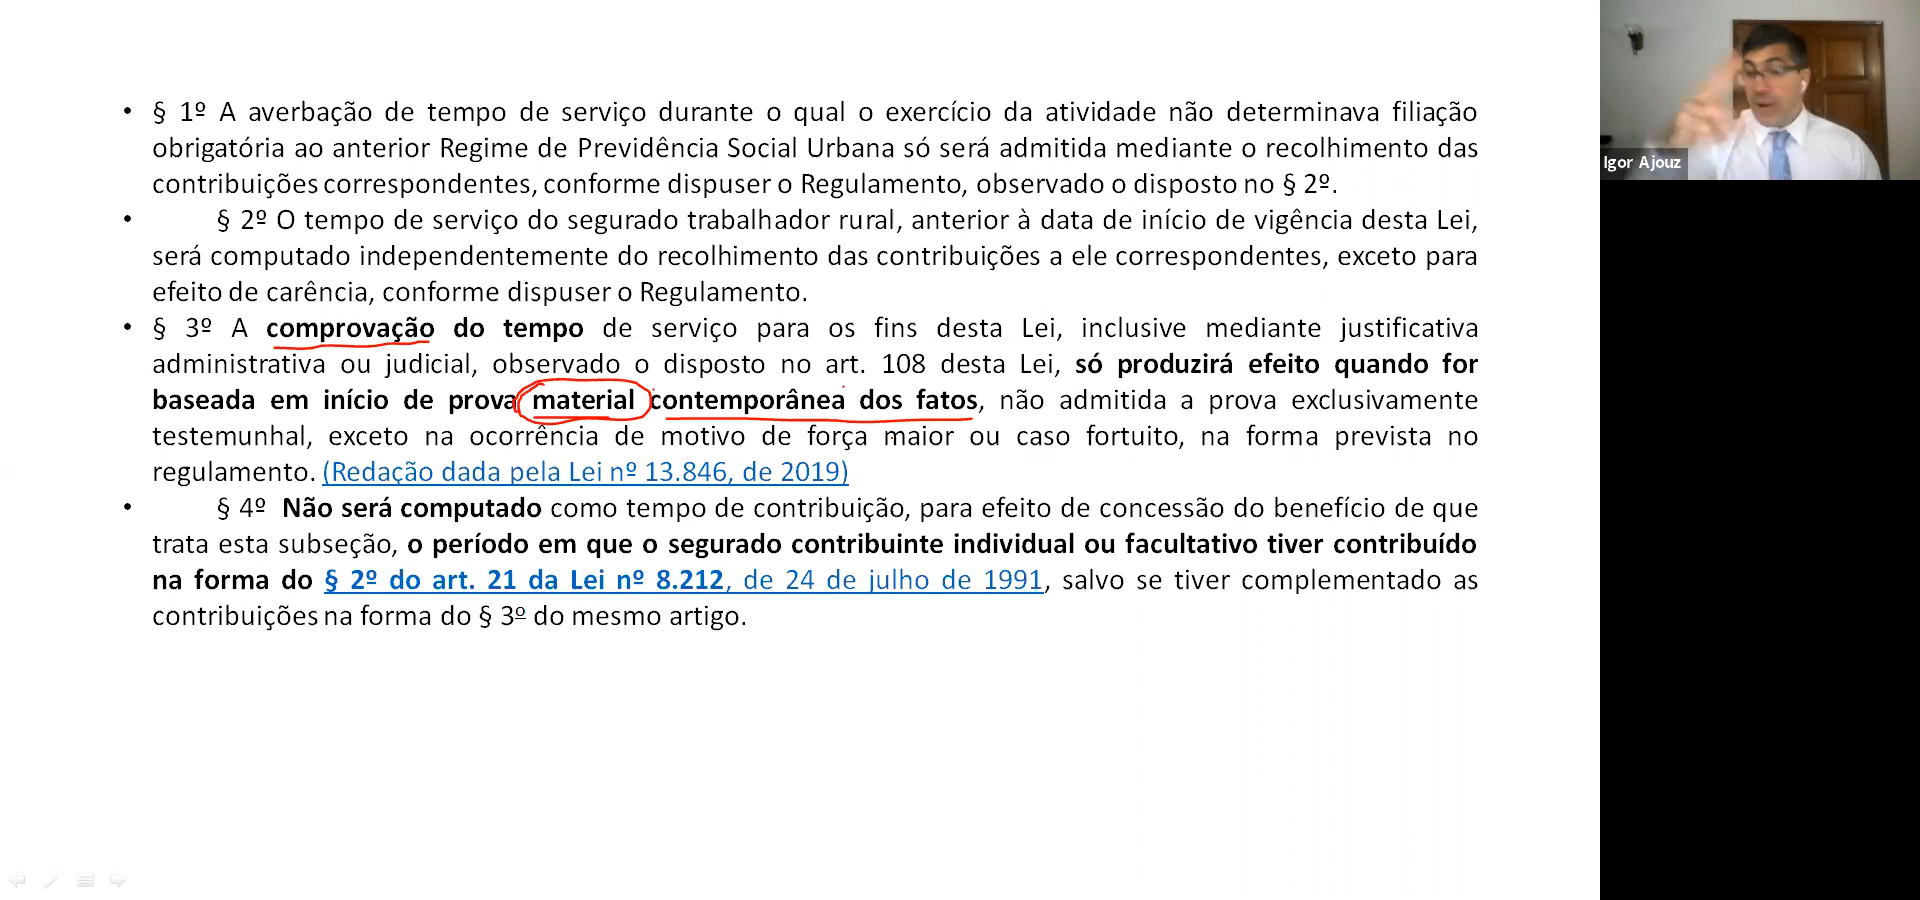 • § 1º A averbação de tempo de serviço durante o qual o exercício da atividade não determinava filiação
obrigatória ao anterior Regime de Previdência Social Urbana só será admitida mediante o recolhimento das
contribuições correspondentes, conforme dispuser o Regulamento, observado o disposto no § 2º.
• § 2º O tempo de serviço do segurado trabalhador rural, anterior à data de início de vigência desta Lei,
será computado independentemente do recolhimento das contribuições a ele correspondentes, exceto para
efeito de carência, conforme dispuser o Regulamento.
• § 3º A comprovação do tempo de serviço para os fins desta Lei, inclusive mediante justificativa
administrativa ou judicial, observado o disposto no art. 108 desta Lei, só produzirá efeito quando for
baseada em início de prova material contemporânea dos fatos, não admitida a prova exclusivamente
testemunhal, exceto na ocorrência de motivo de força maior ou caso fortuito, na forma prevista no
regulamento. (Redação dada pela Lei nº 13.846, de 2019)
• § 4º Não será computado como tempo de contribuição, para efeito de concessão do benefício de que
trata esta subseção, o período em que o segurado contribuinte individual ou facultativo tiver contribuído
na forma do § 2º do art. 21 da Lei nº 8.212, de 24 de julho de 1991, salvo se tiver complementado as
contribuições na forma do § 3º do mesmo artigo.
Igor Ajouz